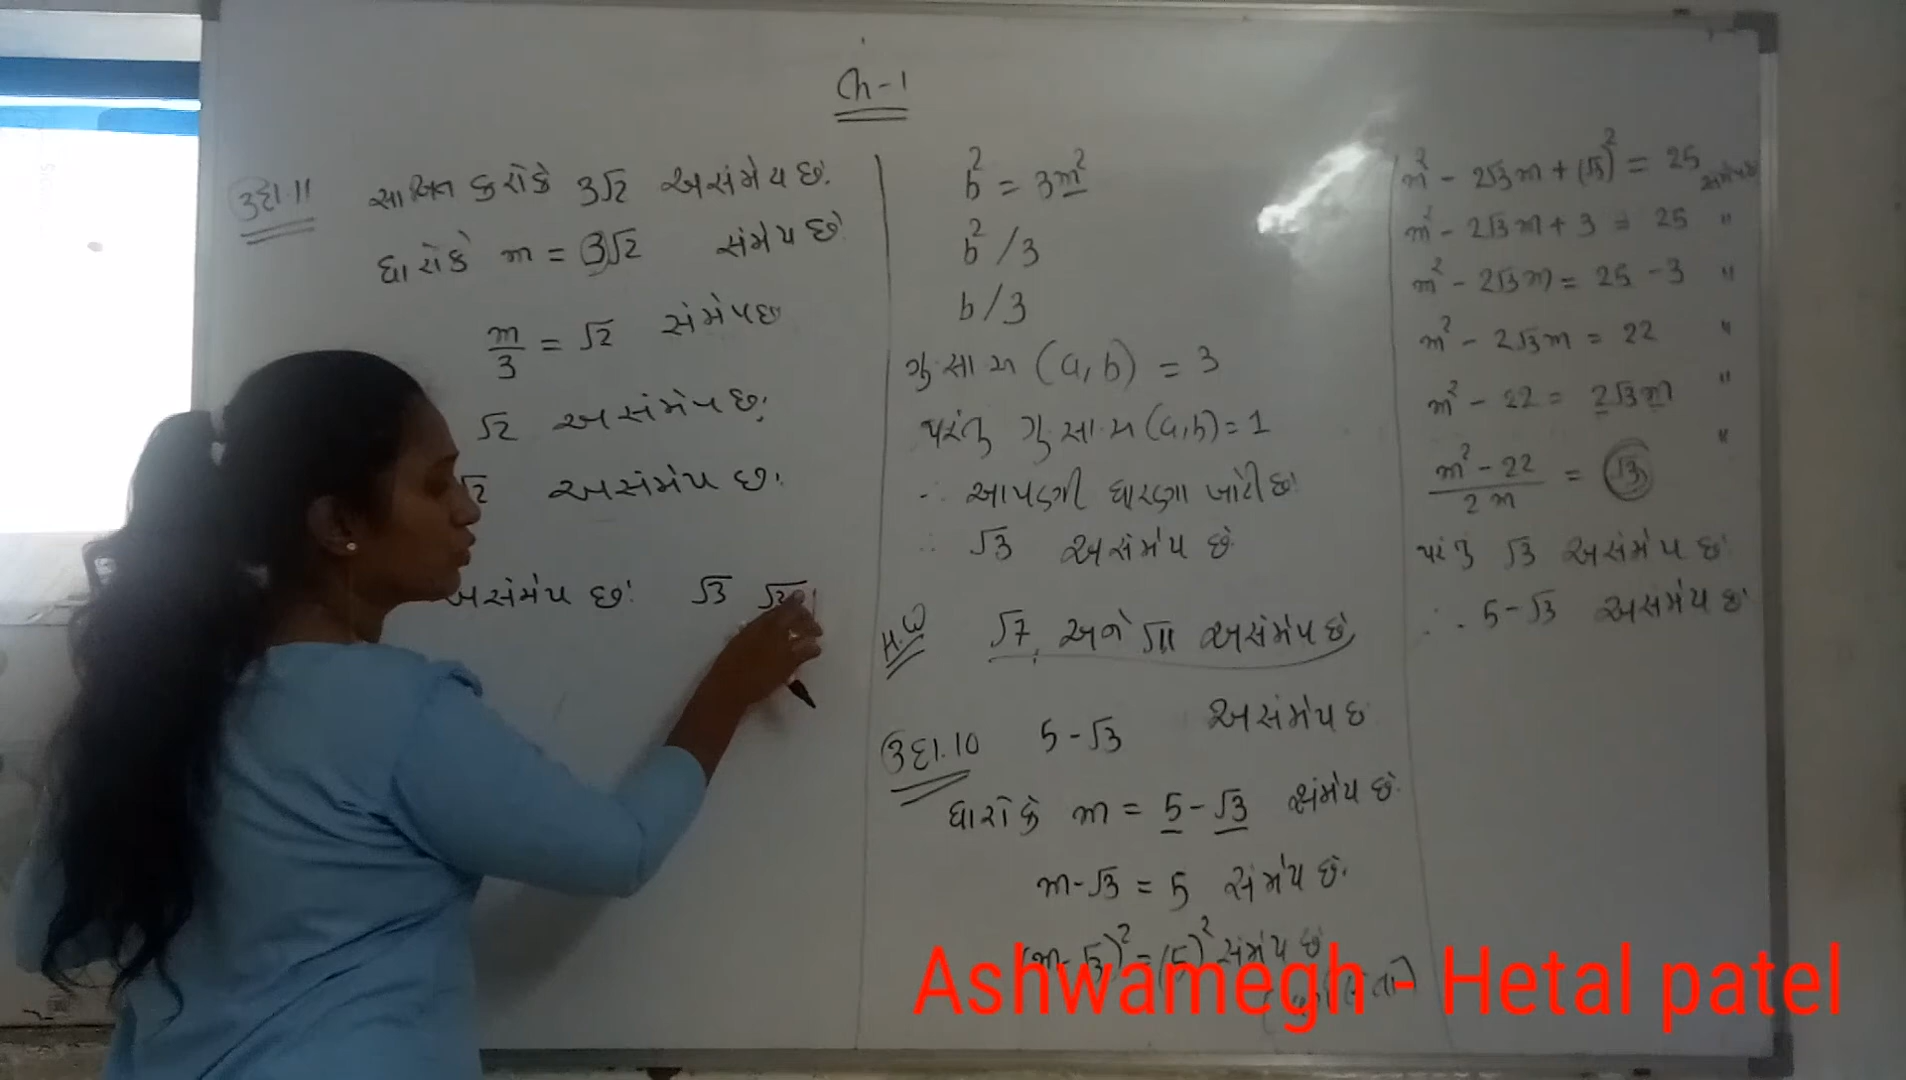 Ch-1
ઉદા.11 સાબિત કરો કે 3√2 અસંમેય છે.
ધારો કે m = 3√2 સંમેય છે
m/3 = √2 સંમેય છે
√2 અસંમેય છે.
√2 અસંમેય છે.
અસંમેય છે. √3
b² = 3m²
b²/3
b/3
ગુ.સા.અ (a, b) = 3
પરંતુ ગુ.સા.અ (a,b) = 1
∴ આપણી ધારણા ખોટી છે
∴ √3 અસંમેય છે
H.W √7, અને √11 અસંમેય છે
ઉદા.10 5-√3 અસંમેય છે
ધારો કે m = 5-√3 સંમેય છે.
m-√3 = 5 સંમેય છે.
(m-√3)² = (5)² સંમેય છે
m² - 2√3m + (√3)² = 25
m² - 2√3m + 3 = 25 "
m² - 2√3m = 25 - 3 "
m² - 2√3m = 22 "
m² - 22 = 2√3m "
m² - 22 / 2m = √3 "
પરંતુ √3 અસંમેય છે
∴ 5-√3 અસમેય છે
Ashwamegh - Hetal patel